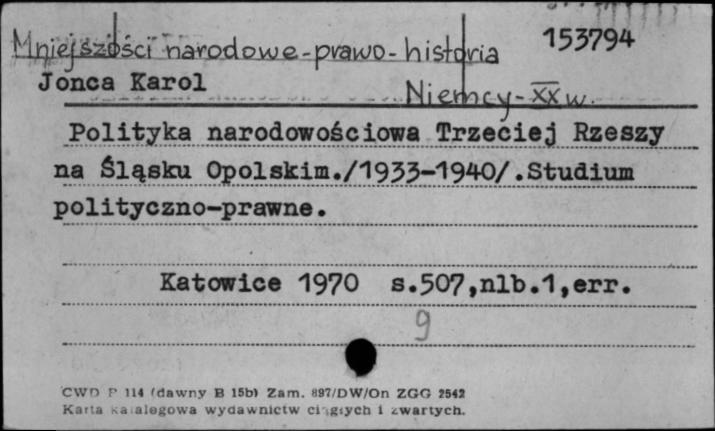 Mniejszości narodowe-prawo-historia 153794
Jonca Karol
Niemcy-XX w.
Polityka narodowościowa Trzeciej Rzeszy
na Śląsku Opolskim./1933-1940/.Studium
polityczno-prawne.
Katowice 1970 s.507,nlb.1,err.
9
CWD P 114 (dawny B 15b) Zam. 897/DW/On ZGG 2542
Karta katalogowa wydawnictw ciągłych i zwartych.